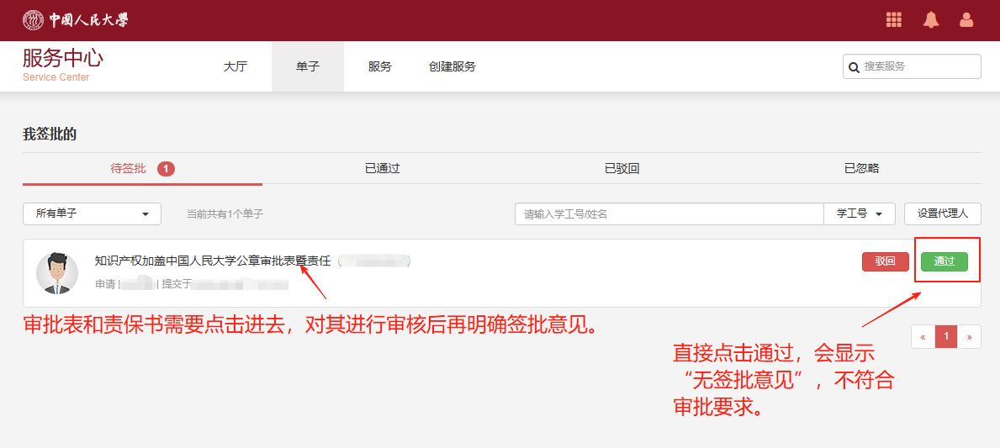 中国人民大學
服务中心
Service Center
大厅
单子
服务
创建服务
搜索服务
我签批的
待签批 1
已通过
已驳回
已忽略
所有单子
当前共有1个单子
请输入学工号/姓名
学工号
设置代理人
知识产权加盖中国人民大学公章审批表暨责任（ ）
驳回
通过
申请 | | 提交于
审批表和责保书需要点击进去，对其进行审核后再明确签批意见。
« 1 »
直接点击通过，会显示
“无签批意见”，不符合
审批要求。